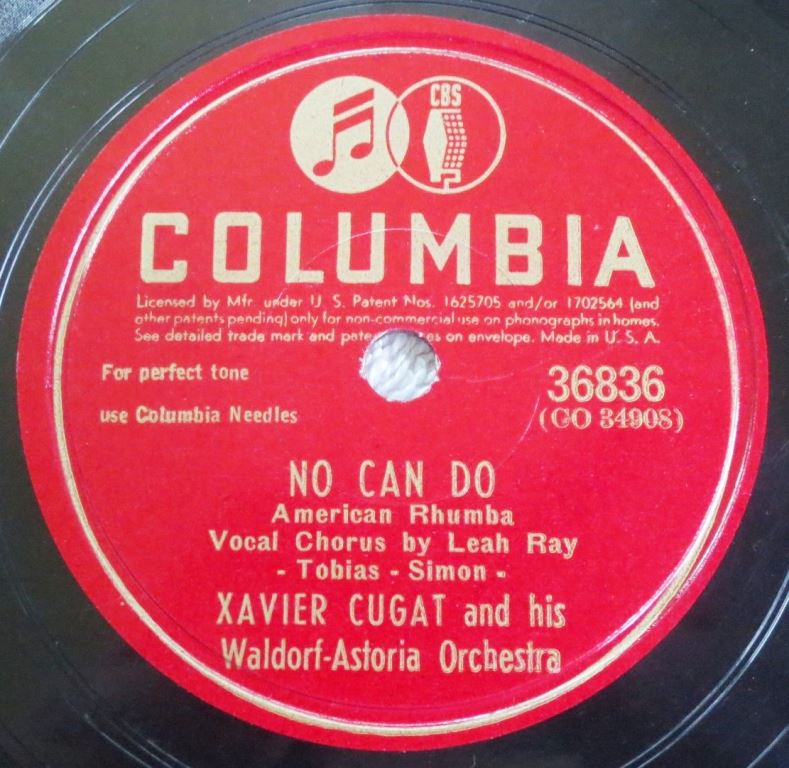 CBS
COLUMBIA
Licensed by Mfr. under U. S. Patent Nos. 1625705 and/or 1702564 (and
other patents pending) only for non-commercial use on phonographs in homes.
See detailed trade mark and on envelope. Made in U. S. A.
For perfect tone
use Columbia Needles
36836
(CO 34908)
NO CAN DO
American Rhumba
Vocal Chorus by Leah Ray
- Tobias - Simon -
XAVIER CUGAT and his
Waldorf-Astoria Orchestra